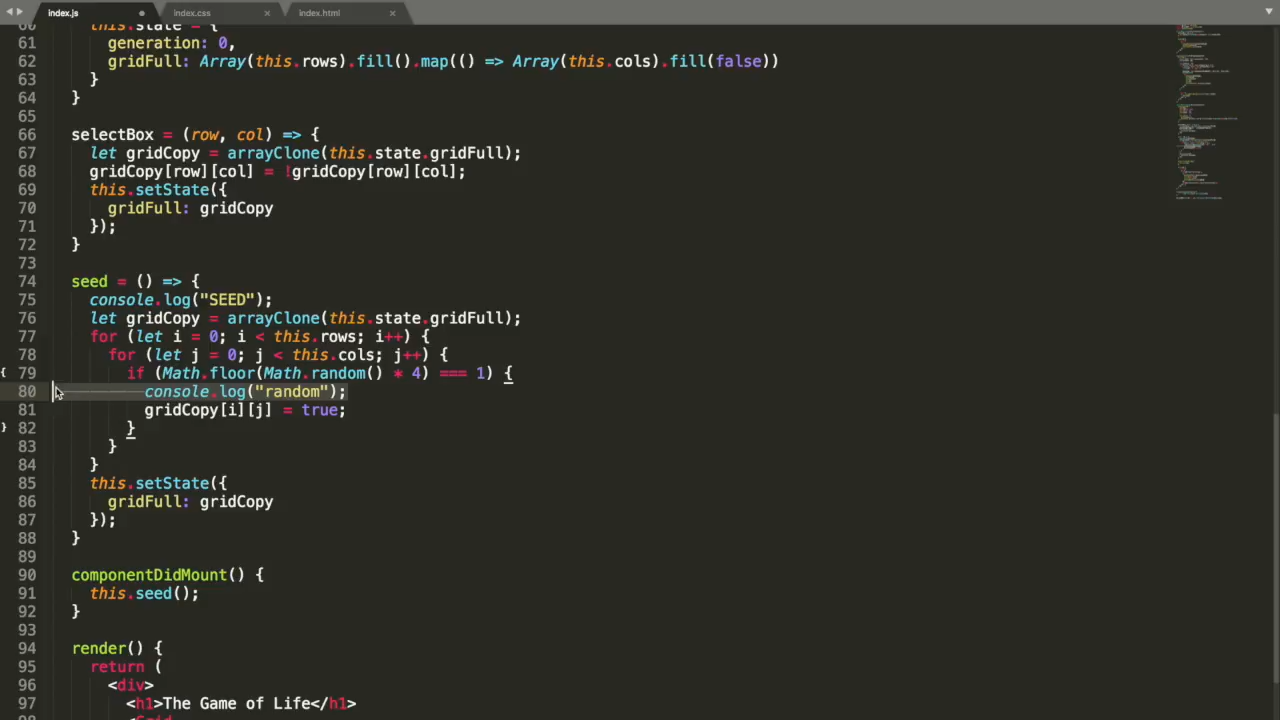 index.js
index.css
index.html
60 this.state = {
61 generation: 0,
62 gridFull: Array(this.rows).fill().map(() => Array(this.cols).fill(false))
63 }
64 }
65
66 selectBox = (row, col) => {
67 let gridCopy = arrayClone(this.state.gridFull);
68 gridCopy[row][col] = !gridCopy[row][col];
69 this.setState({
70 gridFull: gridCopy
71 });
72 }
73
74 seed = () => {
75 console.log("SEED");
76 let gridCopy = arrayClone(this.state.gridFull);
77 for (let i = 0; i < this.rows; i++) {
78 for (let j = 0; j < this.cols; j++) {
79 if (Math.floor(Math.random() * 4) === 1) {
80 console.log("random");
81 gridCopy[i][j] = true;
82 }
83 }
84 }
85 this.setState({
86 gridFull: gridCopy
87 });
88 }
89
90 componentDidMount() {
91 this.seed();
92 }
93
94 render() {
95 return (
96 <div>
97 <h1>The Game of Life</h1>
98 <Grid